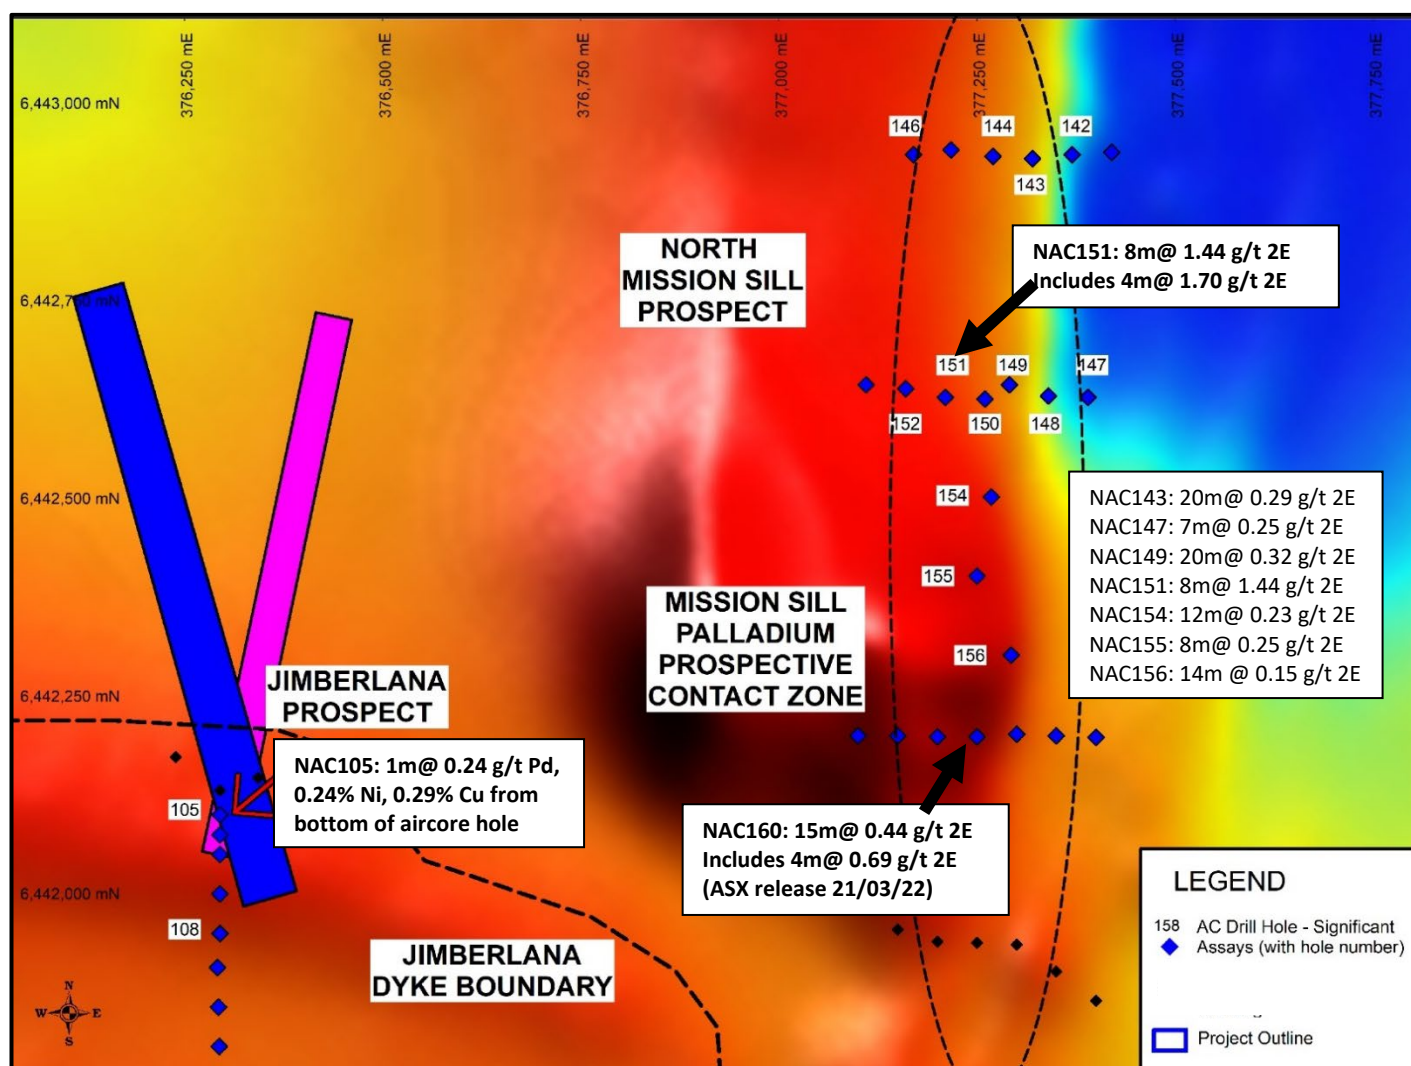 376,250 mE
376,500 mE
376,750 mE
377,000 mE
377,250 mE
377,500 mE
377,750 mE
6,443,000 mN
146
144
142
143
NORTH
MISSION SILL
PROSPECT
NAC151: 8m@ 1.44 g/t 2E
Includes 4m@ 1.70 g/t 2E
6,442,750 mN
151
149
147
152
150
148
6,442,500 mN
154
155
156
NAC143: 20m@ 0.29 g/t 2E
NAC147: 7m@ 0.25 g/t 2E
NAC149: 20m@ 0.32 g/t 2E
NAC151: 8m@ 1.44 g/t 2E
NAC154: 12m@ 0.23 g/t 2E
NAC155: 8m@ 0.25 g/t 2E
NAC156: 14m @ 0.15 g/t 2E
MISSION SILL
PALLADIUM
PROSPECTIVE
CONTACT ZONE
6,442,250 mN
JIMBERLANA
PROSPECT
NAC105: 1m@ 0.24 g/t Pd,
0.24% Ni, 0.29% Cu from
bottom of aircore hole
105
NAC160: 15m@ 0.44 g/t 2E
Includes 4m@ 0.69 g/t 2E
(ASX release 21/03/22)
6,442,000 mN
108
JIMBERLANA
DYKE BOUNDARY
N
W
E
S
LEGEND
158 AC Drill Hole - Significant
Assays (with hole number)
Project Outline